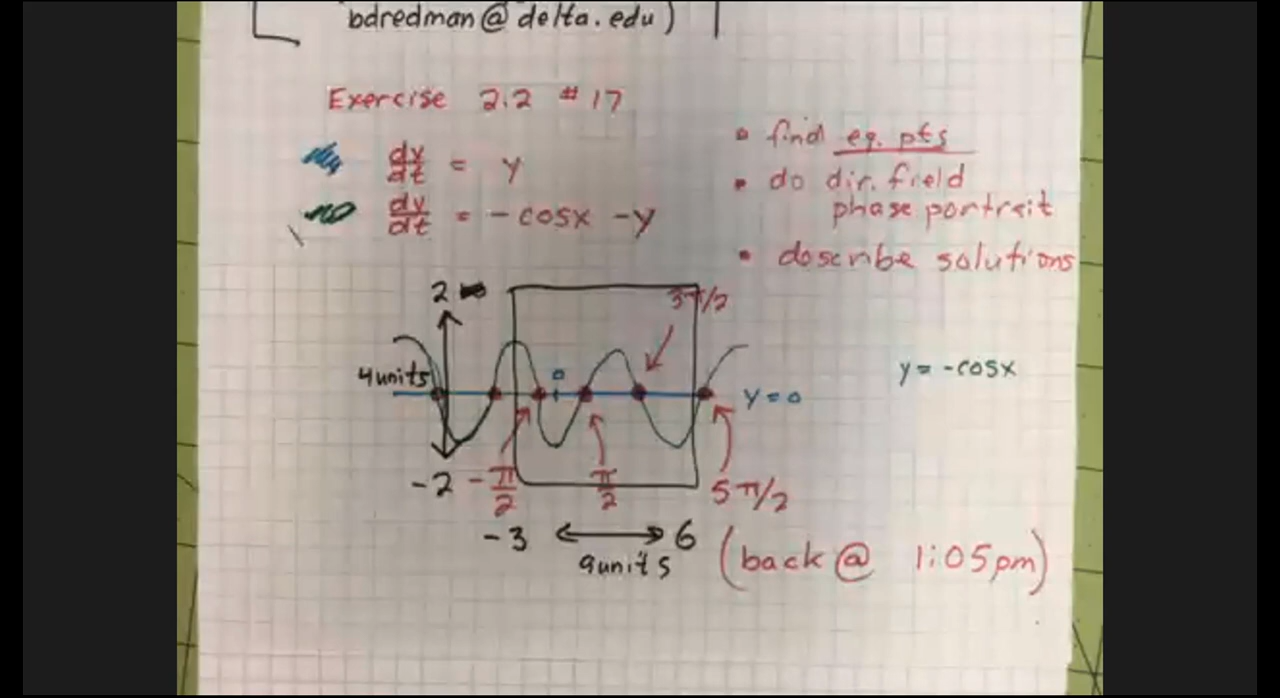 bdredman@delta.edu)
Exercise 2.2 #17
dx/dt = y
dy/dt = -cosx -y
• find eq. pts
• do dir. field
phase portrait
• describe solutions
2
3π/2
4units
0
y=0
y = -cosx
-2
-π/2
π/2
5π/2
-3
6
9units
(back@ 1:05pm)